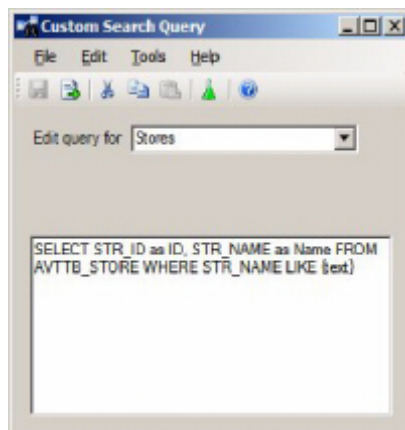 Custom Search Query
File Edit Tools Help
Edit query for Stores
SELECT STR_ID as ID, STR_NAME as Name FROM
AVTTB_STORE WHERE STR_NAME LIKE {text}